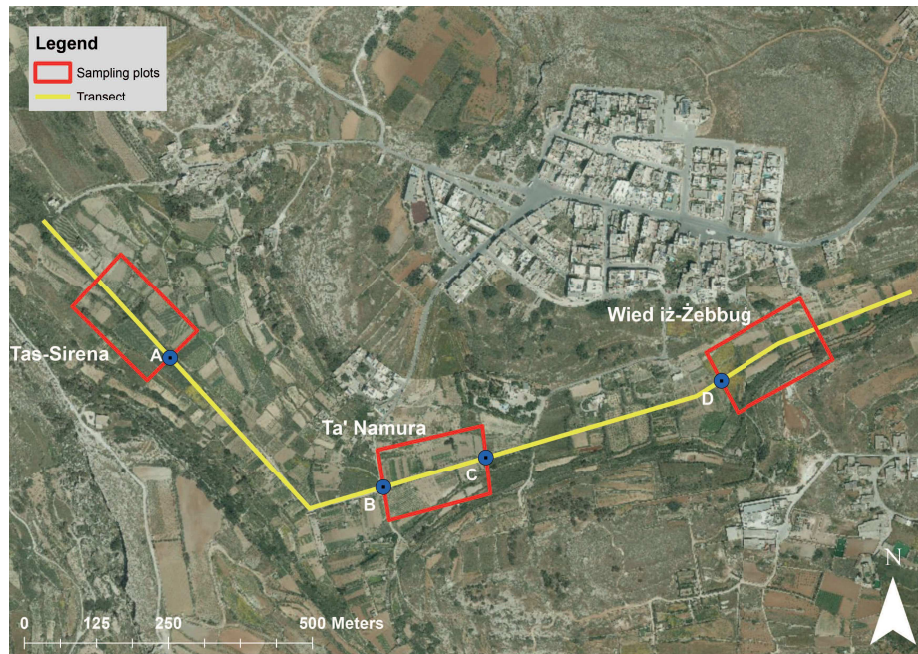 Legend
Sampling plots
Transect
Wied iż-Żebbuġ
Tas-Sirena
A
D
Ta' Namura
C
B
N
0 125 250 500 Meters